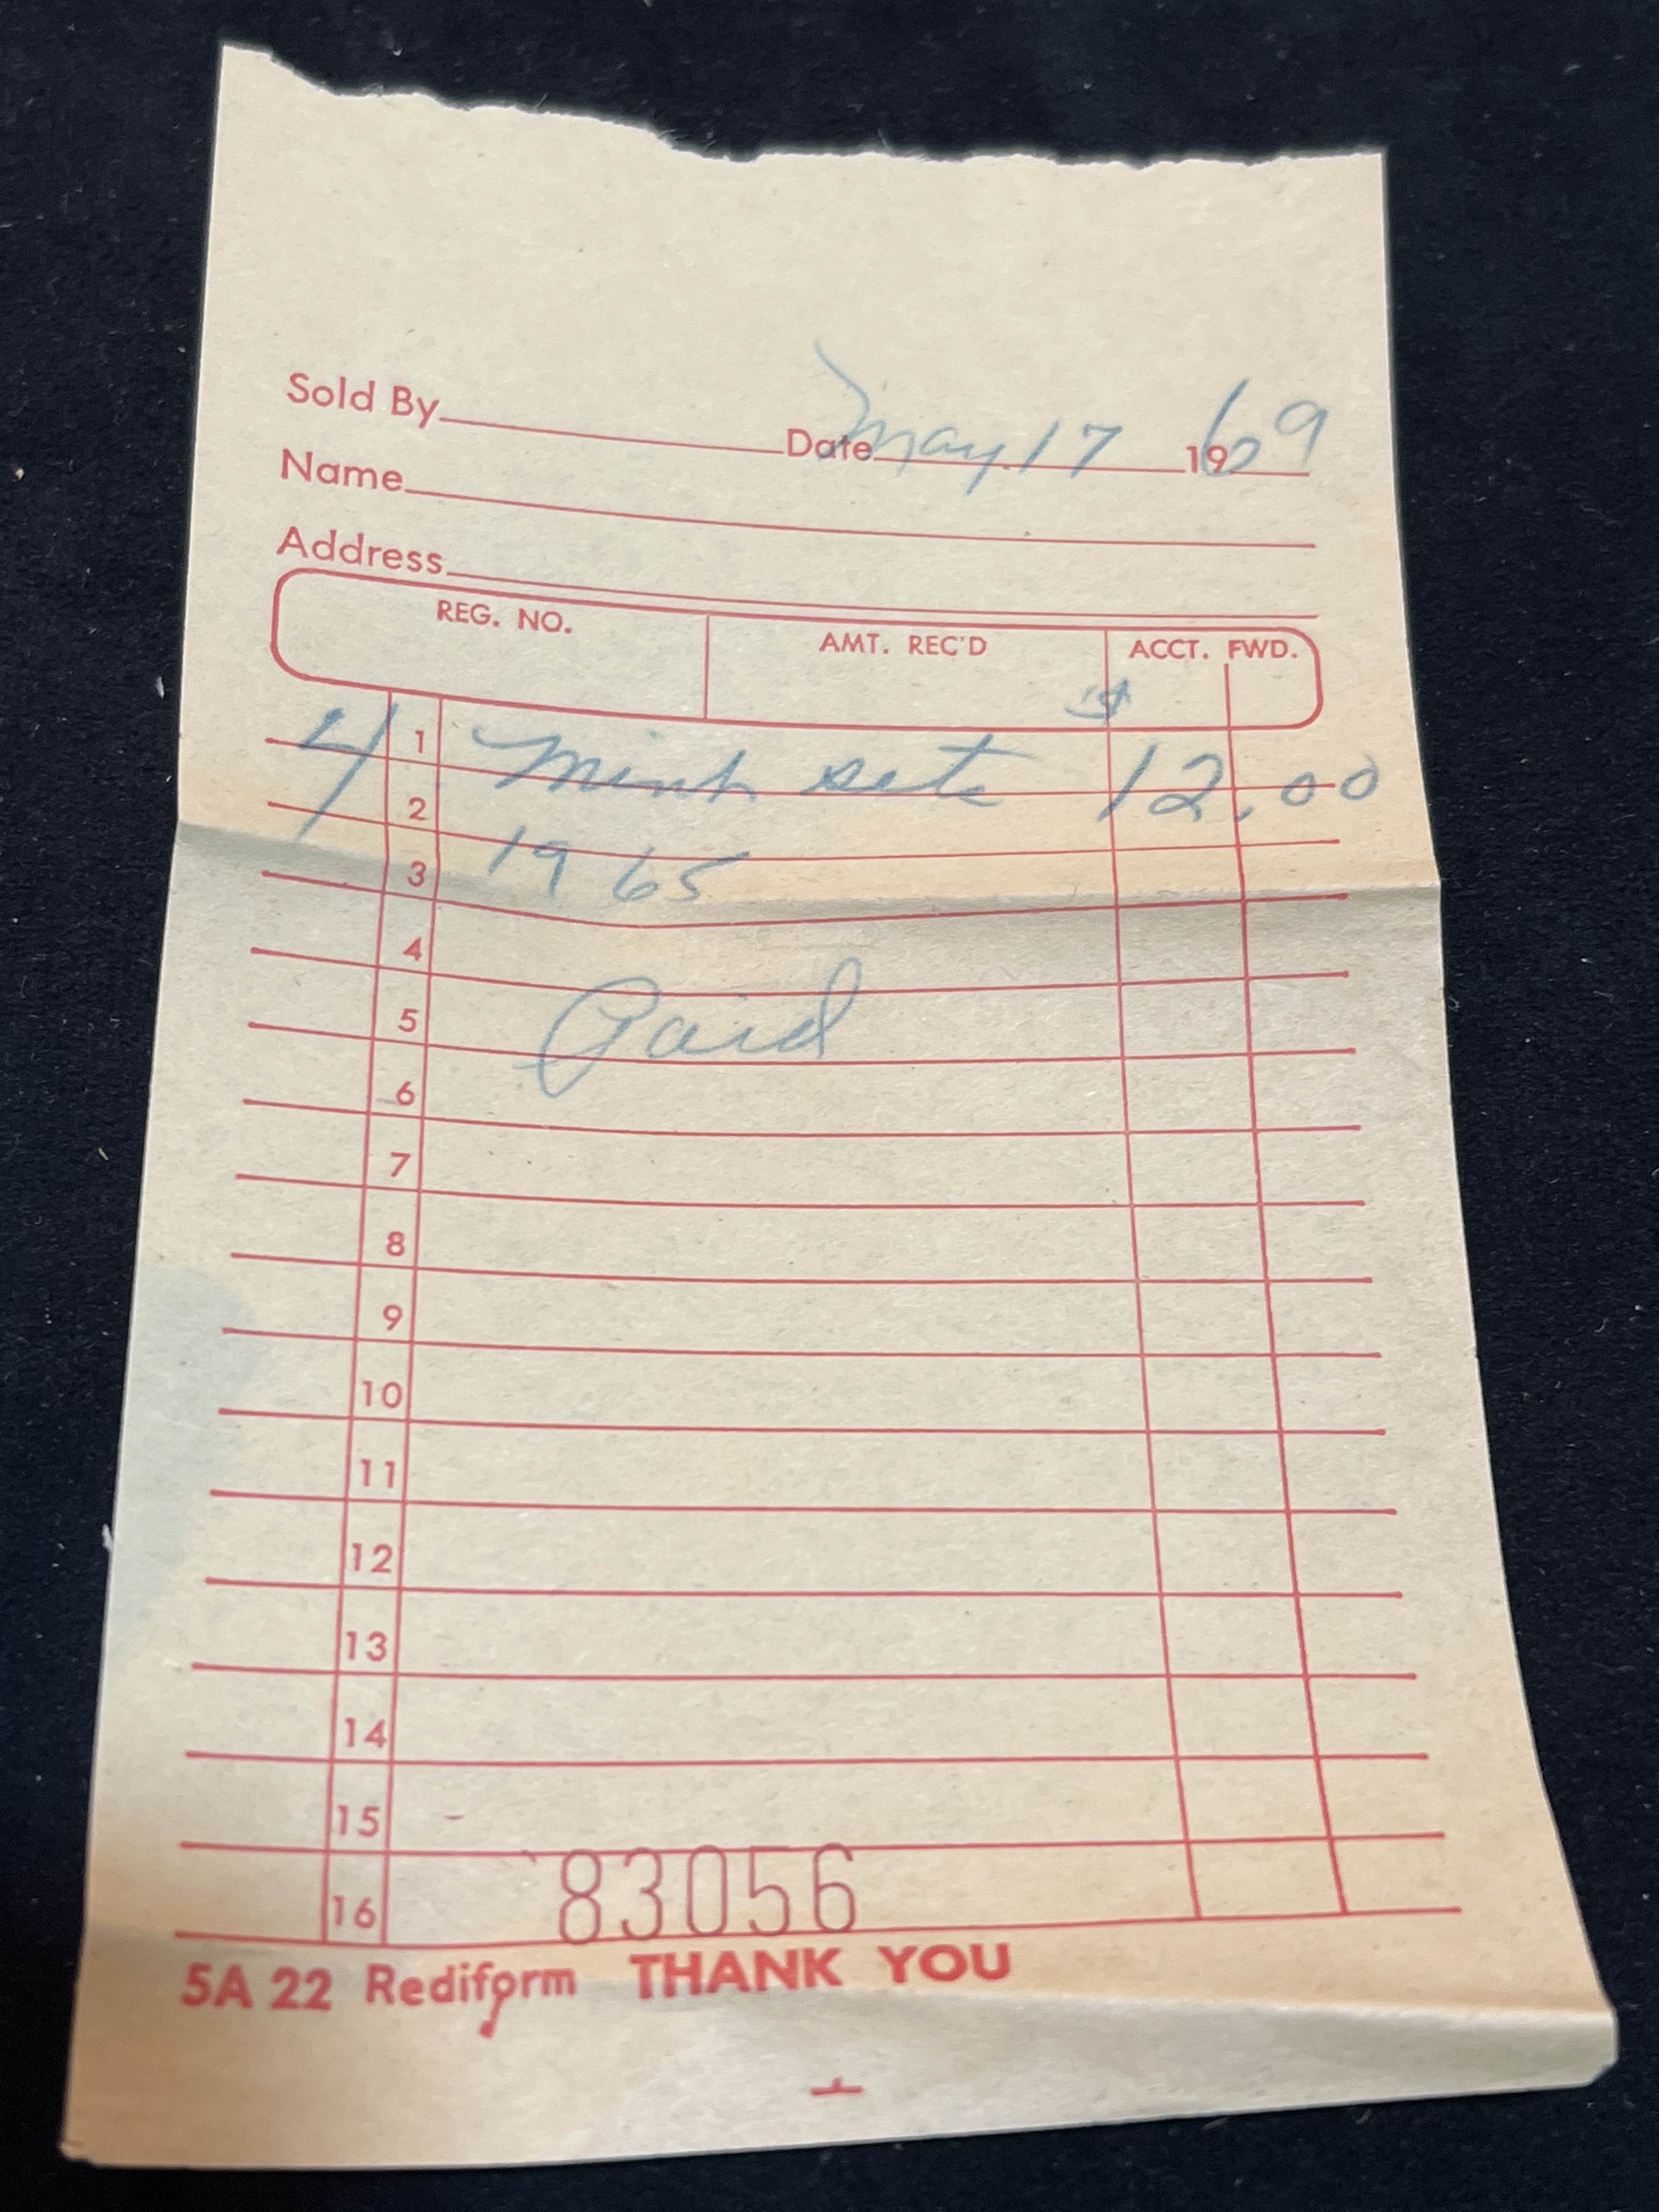 Sold By Date May 17 1969
Name
Address
REG. NO. AMT. REC'D ACCT. FWD.
4 1 Mint sets $12.00
2
3 1965
4
5 Paid
6
7
8
9
10
11
12
13
14
15
16 83056
5A 22 Rediform THANK YOU